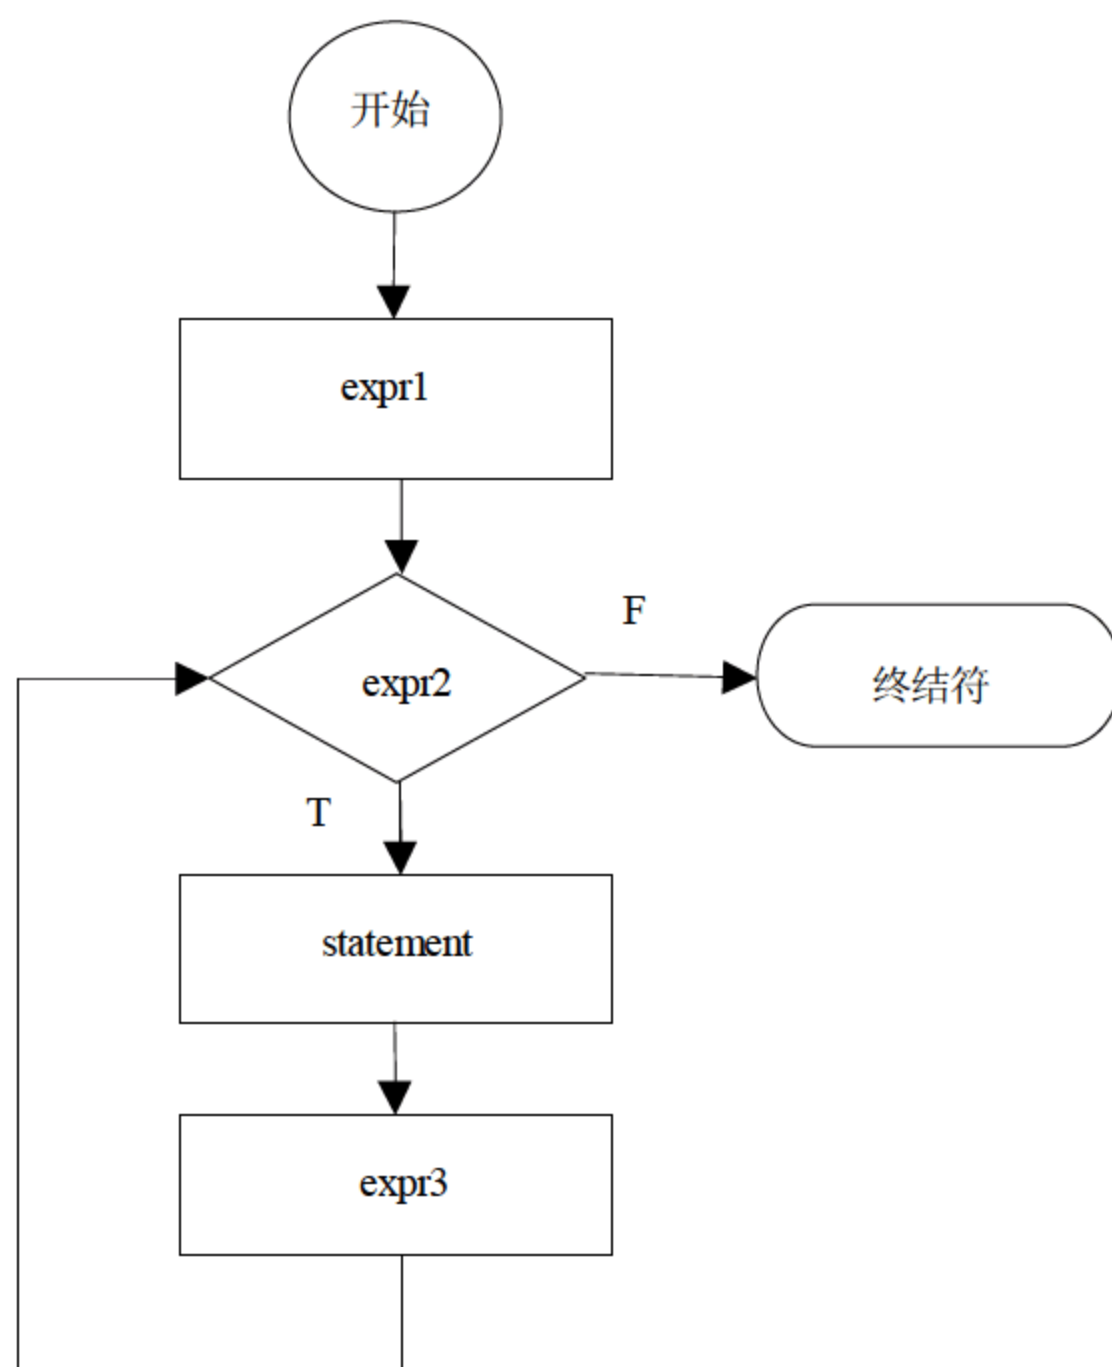 开始
expr1
F
expr2
终结符
T
statement
expr3